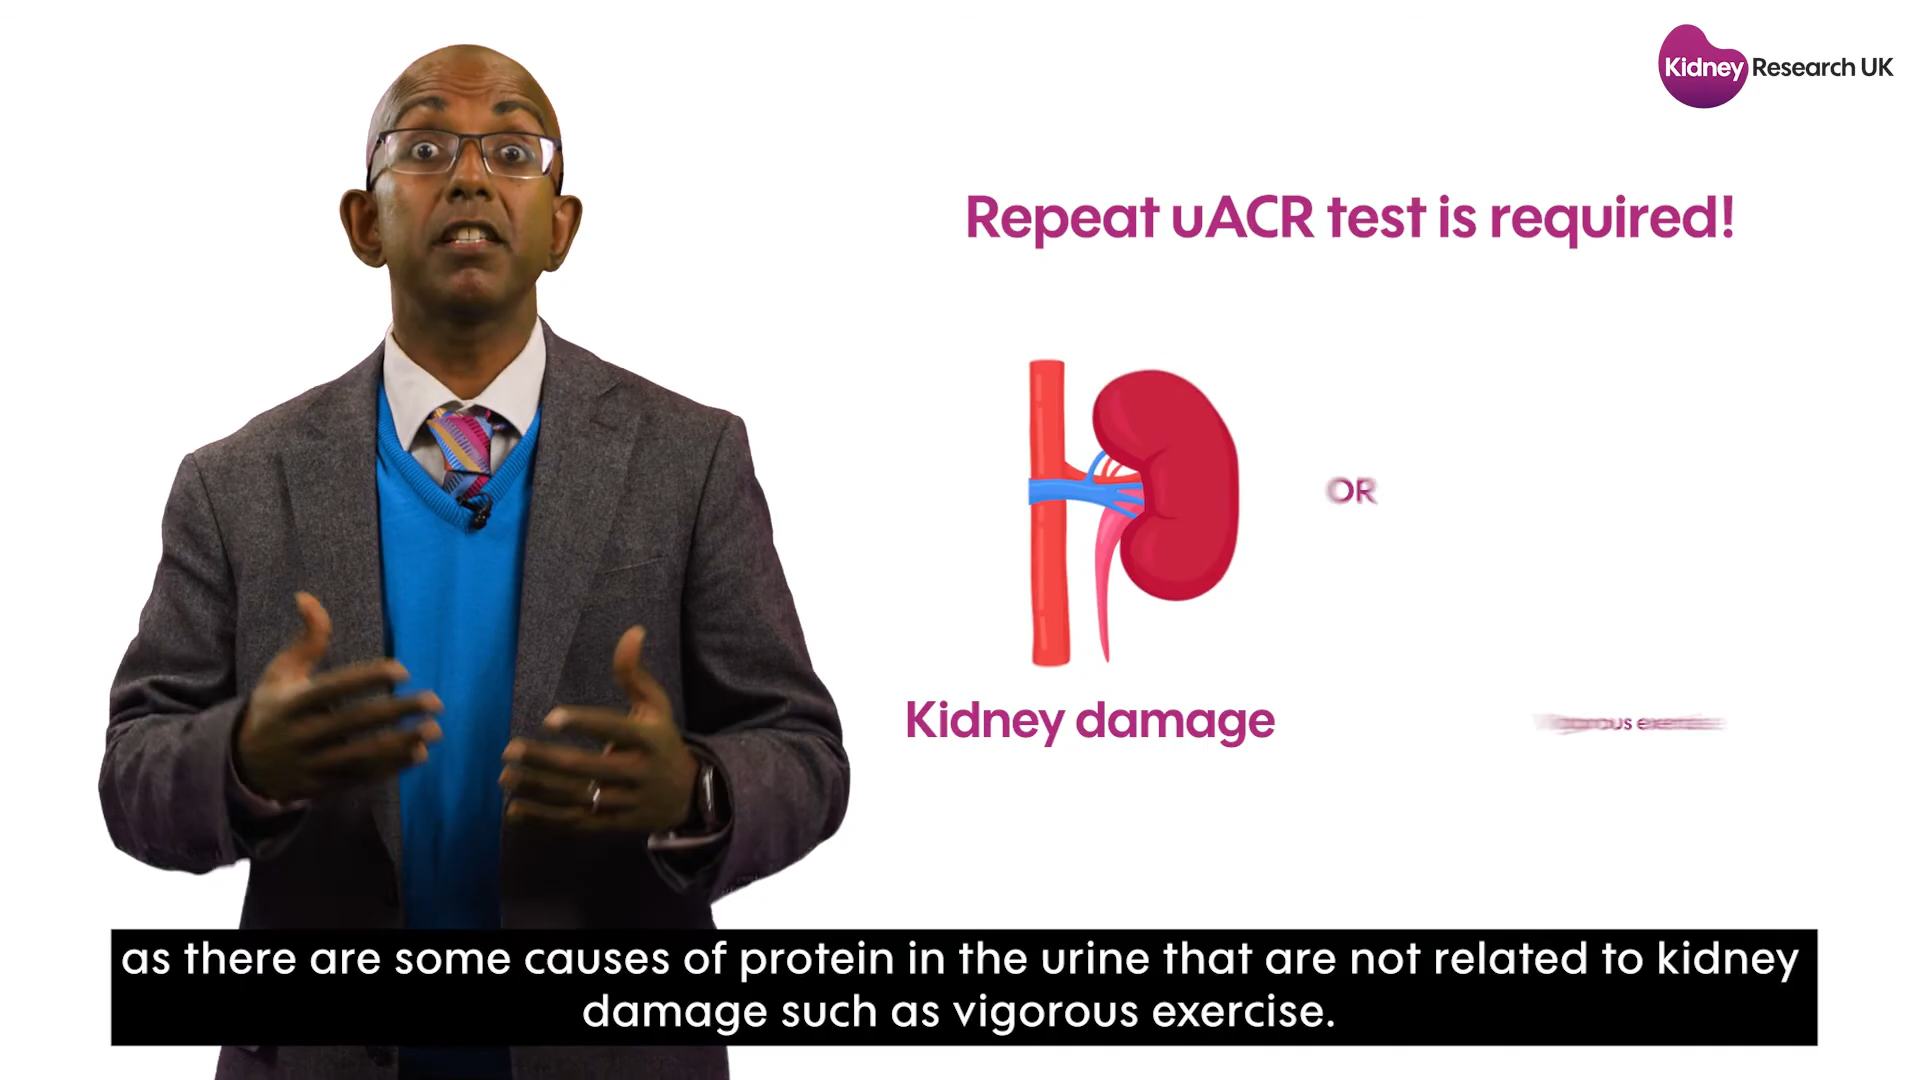 Kidney Research UK
Repeat uACR test is required!
OR
Kidney damage
exercise
as there are some causes of protein in the urine that are not related to kidney
damage such as vigorous exercise.